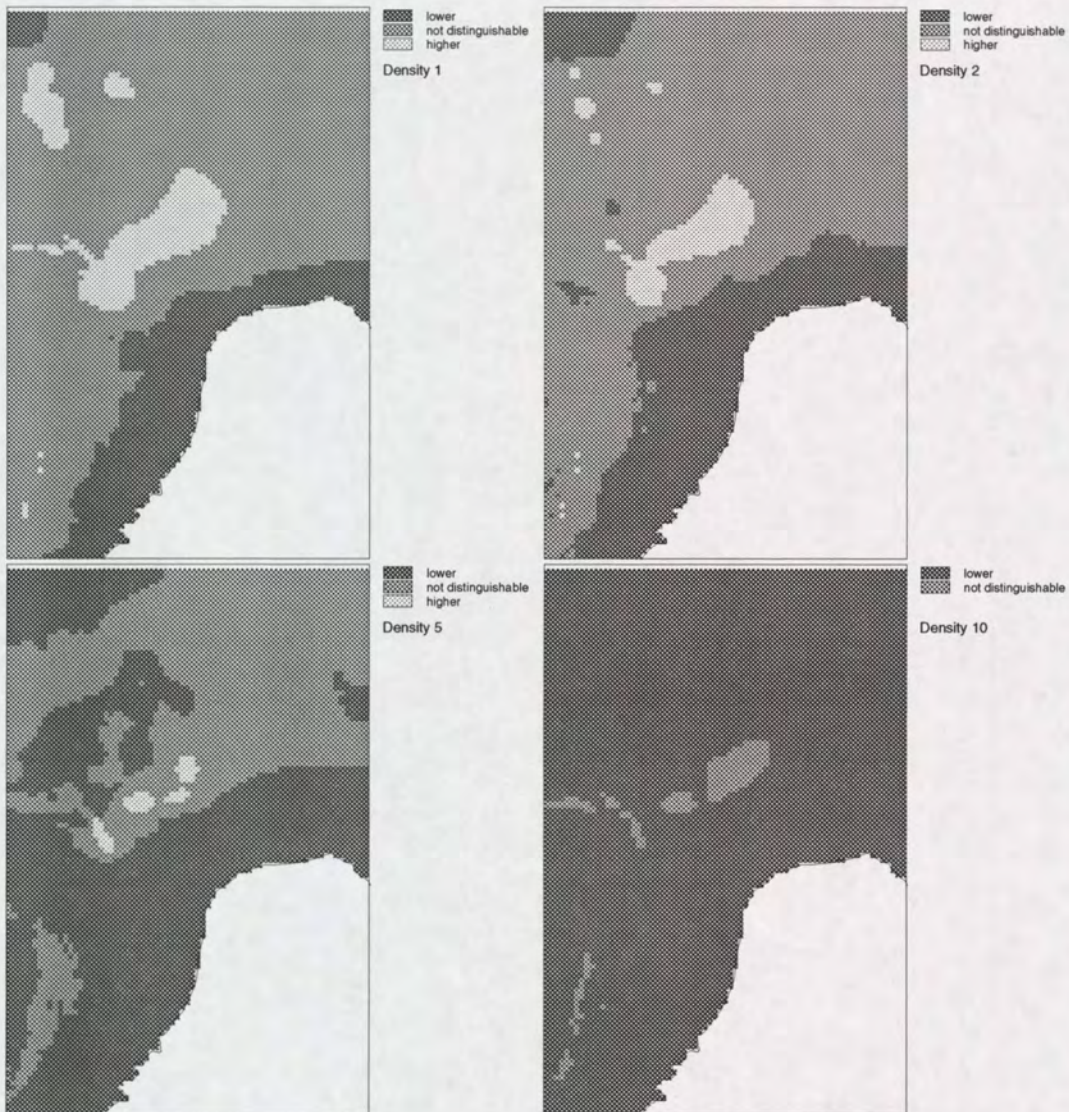 lower
not distinguishable
higher
Density 1
lower
not distinguishable
higher
Density 2
lower
not distinguishable
higher
Density 5
lower
not distinguishable
Density 10